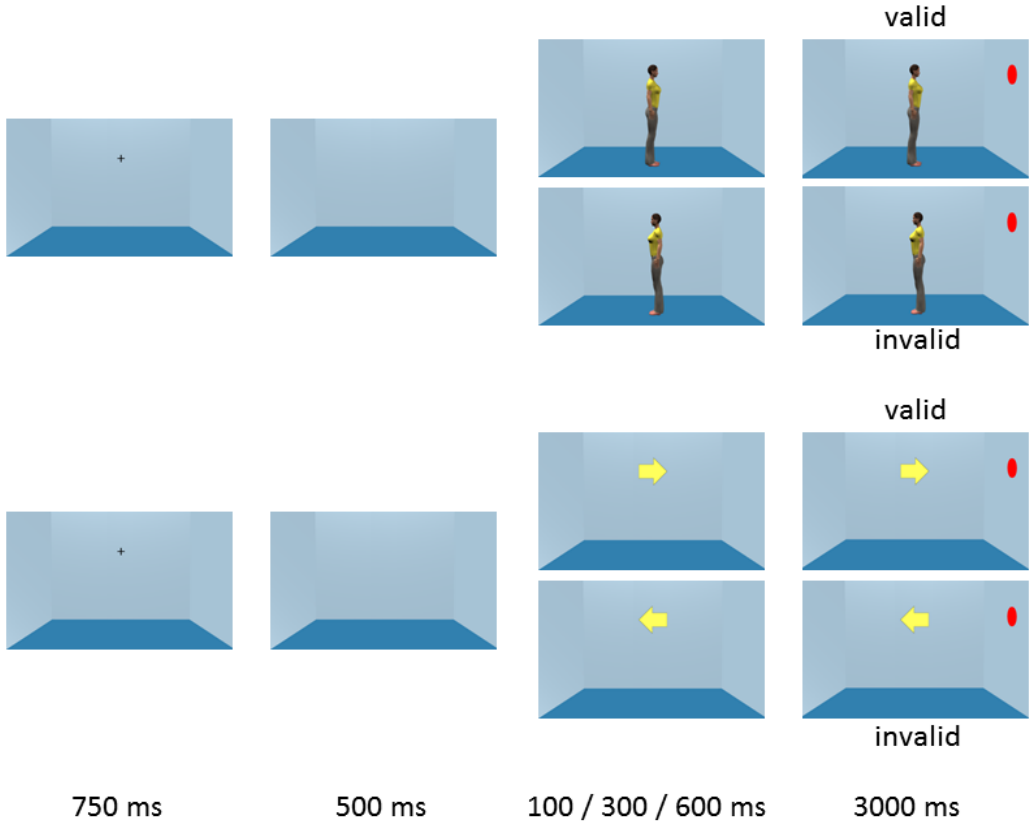 valid
+
invalid
valid
+
invalid
750 ms
500 ms
100 / 300 / 600 ms
3000 ms